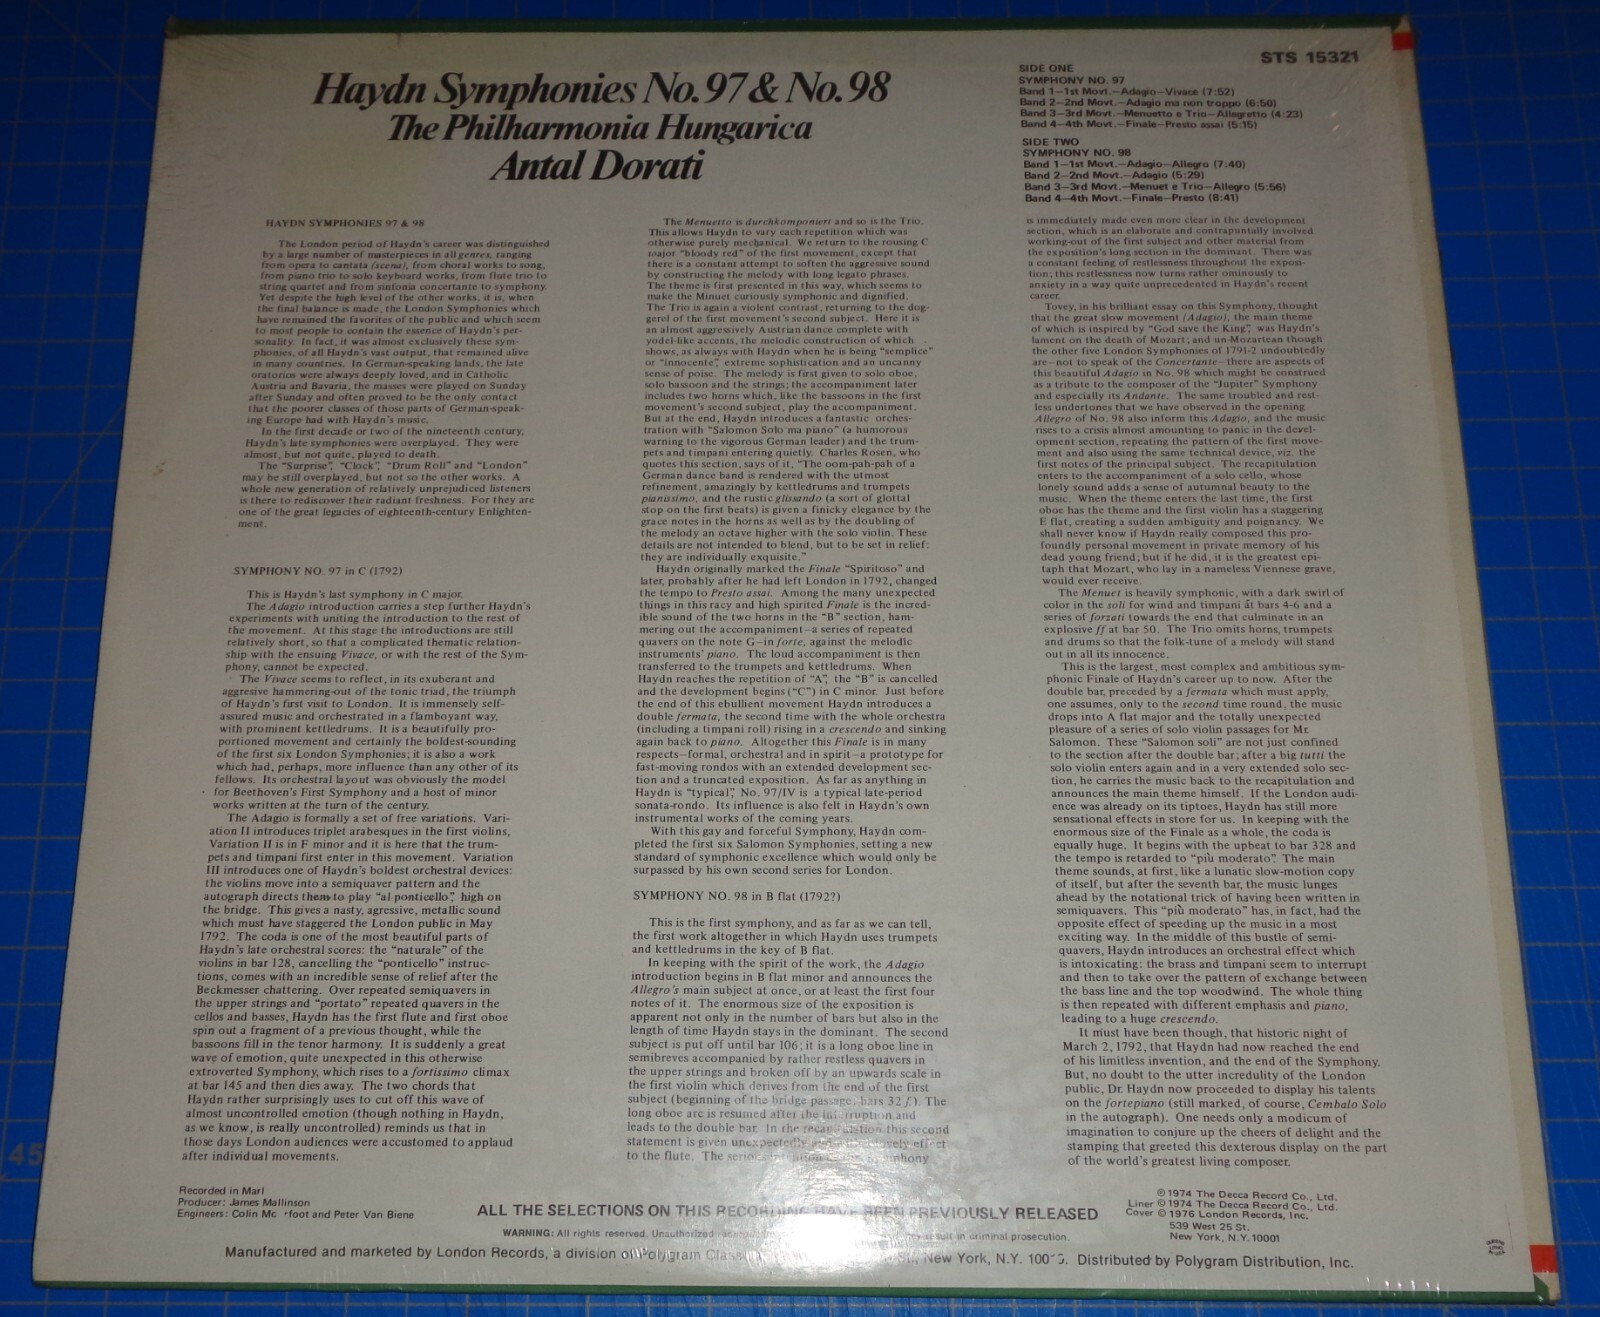 STS 15321
Haydn Symphonies No. 97 & No. 98
The Philharmonia Hungarica
Antal Dorati
SIDE ONE
SYMPHONY NO. 97
Band 1—1st Movt.—Adagio—Vivace (7:52)
Band 2—2nd Movt.—Adagio ma non troppo (6:50)
Band 3—3rd Movt.—Menuetto e Trio—Allegretto (4:23)
Band 4—4th Movt.—Finale—Presto assai (5:15)
SIDE TWO
SYMPHONY NO. 98
Band 1—1st Movt.—Adagio—Allegro (7:40)
Band 2—2nd Movt.—Adagio (5:29)
Band 3—3rd Movt.—Menuet e Trio—Allegro (5:56)
Band 4—4th Movt.—Finale—Presto (8:41)
HAYDN SYMPHONIES 97 & 98
The London period of Haydn's career was distinguished
by a large number of masterpieces in all genres, ranging
from opera to cantata (scena), from choral works to song,
from piano trio to solo keyboard works, from flute trio to
string quartet and from sinfonia concertante to symphony.
Yet despite the high level of the other works, it is, when
the final balance is made, the London Symphonies which
have remained the favorites of the public and which seem
to most people to contain the essence of Haydn's per-
sonality. In fact, it was almost exclusively these sym-
phonies, of all Haydn's vast output, that remained alive
in many countries. In German-speaking lands, the late
oratorios were always deeply loved, and in Catholic
Austria and Bavaria, the masses were played on Sunday
after Sunday and often proved to be the only contact
that the poorer classes of those parts of German-speak-
ing Europe had with Haydn's music.
In the first decade or two of the nineteenth century,
Haydn's late symphonies were overplayed. They were
almost, but not quite, played to death.
The "Surprise", "Clock", "Drum Roll" and "London"
may be still overplayed, but not so the other works. A
whole new generation of relatively unprejudiced listeners
is there to rediscover their radiant freshness. For they are
one of the great legacies of eighteenth-century Enlighten-
ment.
SYMPHONY NO. 97 in C (1792)
This is Haydn's last symphony in C major.
The Adagio introduction carries a step further Haydn's
experiments with uniting the introduction to the rest of
the movement. At this stage the introductions are still
relatively short, so that a complicated thematic relation-
ship with the ensuing Vivace, or with the rest of the Sym-
phony, cannot be expected.
The Vivace seems to reflect, in its exuberant and
aggresive hammering-out of the tonic triad, the triumph
of Haydn's first visit to London. It is immensely self-
assured music and orchestrated in a flamboyant way,
with prominent kettledrums. It is a beautifully pro-
portioned movement and certainly the boldest-sounding
of the first six London Symphonies; it is also a work
which had, perhaps, more influence than any other of its
fellows. Its orchestral layout was obviously the model
for Beethoven's First Symphony and a host of minor
works written at the turn of the century.
The Adagio is formally a set of free variations. Vari-
ation II introduces triplet arabesques in the first violins,
Variation II is in F minor and it is here that the trum-
pets and timpani first enter in this movement. Variation
III introduces one of Haydn's boldest orchestral devices:
the violins move into a semiquaver pattern and the
autograph directs them to play "al ponticello", high on
the bridge. This gives a nasty, agressive, metallic sound
which must have staggered the London public in May
1792. The coda is one of the most beautiful parts of
Haydn's late orchestral scores: the "naturale" of the
violins in bar 128, cancelling the "ponticello" instruc-
tions, comes with an incredible sense of relief after the
Beckmesser chattering. Over repeated semiquavers in
the upper strings and "portato" repeated quavers in the
cellos and basses, Haydn has the first flute and first oboe
spin out a fragment of a previous thought, while the
bassoons fill in the tenor harmony. It is suddenly a great
wave of emotion, quite unexpected in this otherwise
extroverted Symphony, which rises to a fortissimo climax
at bar 145 and then dies away. The two chords that
Haydn rather surprisingly uses to cut off this wave of
almost uncontrolled emotion (though nothing in Haydn,
as we know, is really uncontrolled) reminds us that in
those days London audiences were accustomed to applaud
after individual movements.
The Menuetto is durchkomponiert and so is the Trio.
This allows Haydn to vary each repetition which was
otherwise purely mechanical. We return to the rousing C
major "bloody red" of the first movement, except that
there is a constant attempt to soften the aggressive sound
by constructing the melody with long legato phrases.
The theme is first presented in this way, which seems to
make the Minuet curiously symphonic and dignified.
The Trio is again a violent contrast, returning to the dog-
gerel of the first movement's second subject. Here it is
an almost aggressively Austrian dance complete with
yodel-like accents, the melodic construction of which
shows, as always with Haydn when he is being "semplice"
or "innocente", extreme sophistication and an uncanny
sense of poise. The melody is first given to solo oboe,
solo bassoon and the strings; the accompaniment later
includes two horns which, like the bassoons in the first
movement's second subject, play the accompaniment.
But at the end, Haydn introduces a fantastic orches-
tration with "Salomon Solo ma piano" (a humorous
warning to the vigorous German leader) and the trum-
pets and timpani entering quietly. Charles Rosen, who
quotes this section, says of it, "The oom-pah-pah of a
German dance band is rendered with the utmost
refinement, amazingly by kettledrums and trumpets
pianissimo, and the rustic glissando (a sort of glottal
stop on the first beats) is given a finicky elegance by the
grace notes in the horns as well as by the doubling of
the melody an octave higher with the solo violin. These
details are not intended to blend, but to be set in relief:
they are individually exquisite."
Haydn originally marked the Finale "Spiritoso" and
later, probably after he had left London in 1792, changed
the tempo to Presto assai. Among the many unexpected
things in this racy and high spirited Finale is the incred-
ible sound of the two horns in the "B" section, ham-
mering out the accompaniment—a series of repeated
quavers on the note G—in forte, against the melodic
instruments' piano. The loud accompaniment is then
transferred to the trumpets and kettledrums. When
Haydn reaches the repetition of "A", the "B" is cancelled
and the development begins ("C") in C minor. Just before
the end of this ebullient movement Haydn introduces a
double fermata, the second time with the whole orchestra
(including a timpani roll) rising in a crescendo and sinking
again back to piano. Altogether this Finale is in many
respects—formal, orchestral and in spirit—a prototype for
fast-moving rondos with an extended development sec-
tion and a truncated exposition. As far as anything in
Haydn is "typical", No. 97/IV is a typical late-period
sonata-rondo. Its influence is also felt in Haydn's own
instrumental works of the coming years.
With this gay and forceful Symphony, Haydn com-
pleted the first six Salomon Symphonies, setting a new
standard of symphonic excellence which would only be
surpassed by his own second series for London.
SYMPHONY NO. 98 in B flat (1792?)
This is the first symphony, and as far as we can tell,
the first work altogether in which Haydn uses trumpets
and kettledrums in the key of B flat.
In keeping with the spirit of the work, the Adagio
introduction begins in B flat minor and announces the
Allegro's main subject at once, or at least the first four
notes of it. The enormous size of the exposition is
apparent not only in the number of bars but also in the
length of time Haydn stays in the dominant. The second
subject is put off until bar 106; it is a long oboe line in
semibreves accompanied by rather restless quavers in
the upper strings and broken off by an upwards scale in
the first violin which derives from the end of the first
subject (beginning of the bridge passage: bars 32 f.). The
long oboe arc is resumed after the interruption and
leads to the double bar. In the recapitulation this second
statement is given unexpectedly lovely effect
to the flute. The
is immediately made even more clear in the development
section, which is an elaborate and contrapuntally involved
working-out of the first subject and other material from
the exposition's long section in the dominant. There was
a constant feeling of restlessness throughout the exposi-
tion; this restlessness now turns rather ominously to
anxiety in a way quite unprecedented in Haydn's recent
career.
Tovey, in his brilliant essay on this Symphony, thought
that the great slow movement (Adagio), the main theme
of which is inspired by "God save the King", was Haydn's
lament on the death of Mozart; and un-Mozartean though
the other five London Symphonies of 1791-2 undoubtedly
are—not to speak of the Concertante—there are aspects of
this beautiful Adagio in No. 98 which might be construed
as a tribute to the composer of the "Jupiter" Symphony
and especially its Andante. The same troubled and rest-
less undertones that we have observed in the opening
Allegro of No. 98 also inform this Adagio, and the music
rises to a crisis almost amounting to panic in the devel-
opment section, repeating the pattern of the first move-
ment and also using the same technical device, viz. the
first notes of the principal subject. The recapitulation
enters to the accompaniment of a solo cello, whose
lonely sound adds a sense of autumnal beauty to the
music. When the theme enters the last time, the first
oboe has the theme and the first violin has a staggering
E flat, creating a sudden ambiguity and poignancy. We
shall never know if Haydn really composed this pro-
foundly personal movement in private memory of his
dead young friend; but if he did, it is the greatest epi-
taph that Mozart, who lay in a nameless Viennese grave,
would ever receive.
The Menuet is heavily symphonic, with a dark swirl of
color in the soli for wind and timpani at bars 4-6 and a
series of forzati towards the end that culminate in an
explosive ff at bar 50. The Trio omits horns, trumpets
and drums so that the folk-tune of a melody will stand
out in all its innocence.
This is the largest, most complex and ambitious sym-
phonic Finale of Haydn's career up to now. After the
double bar, preceded by a fermata which must apply,
one assumes, only to the second time round, the music
drops into A flat major and the totally unexpected
pleasure of a series of solo violin passages for Mr.
Salomon. These "Salomon soli" are not just confined
to the section after the double bar; after a big tutti the
solo violin enters again and in a very extended solo sec-
tion, he carries the music back to the recapitulation and
announces the main theme himself. If the London audi-
ence was already on its tiptoes, Haydn has still more
sensational effects in store for us. In keeping with the
enormous size of the Finale as a whole, the coda is
equally huge. It begins with the upbeat to bar 328 and
the tempo is retarded to "più moderato". The main
theme sounds, at first, like a lunatic slow-motion copy
of itself, but after the seventh bar, the music lunges
ahead by the notational trick of having been written in
semiquavers. This "più moderato" has, in fact, had the
opposite effect of speeding up the music in a most
exciting way. In the middle of this bustle of semi-
quavers, Haydn introduces an orchestral effect which
is intoxicating: the brass and timpani seem to interrupt
and then to take over the pattern of exchange between
the bass line and the top woodwind. The whole thing
is then repeated with different emphasis and piano,
leading to a huge crescendo.
It must have been though, that historic night of
March 2, 1792, that Haydn had now reached the end
of his limitless invention, and the end of the Symphony.
But, no doubt to the utter incredulity of the London
public, Dr. Haydn now proceeded to display his talents
on the fortepiano (still marked, of course, Cembalo Solo
in the autograph). One needs only a modicum of
imagination to conjure up the cheers of delight and the
stamping that greeted this dexterous display on the part
of the world's greatest living composer.
Recorded in Marl
Producer: James Mallinson
Engineers: Colin and Peter Van Biene
ALL THE SELECTIONS ON THIS RECORDING HAVE BEEN PREVIOUSLY RELEASED
WARNING: All rights reserved. Unauthorized result in criminal prosecution.
Manufactured and marketed by London Records, a division of Polygram New York, N.Y. Distributed by Polygram Distribution, Inc.
℗ 1974 The Decca Record Co., Ltd.
Liner © 1974 The Decca Record Co., Ltd.
Cover © 1976 London Records, Inc.
539 West 25 St.
New York, N.Y. 10001
45